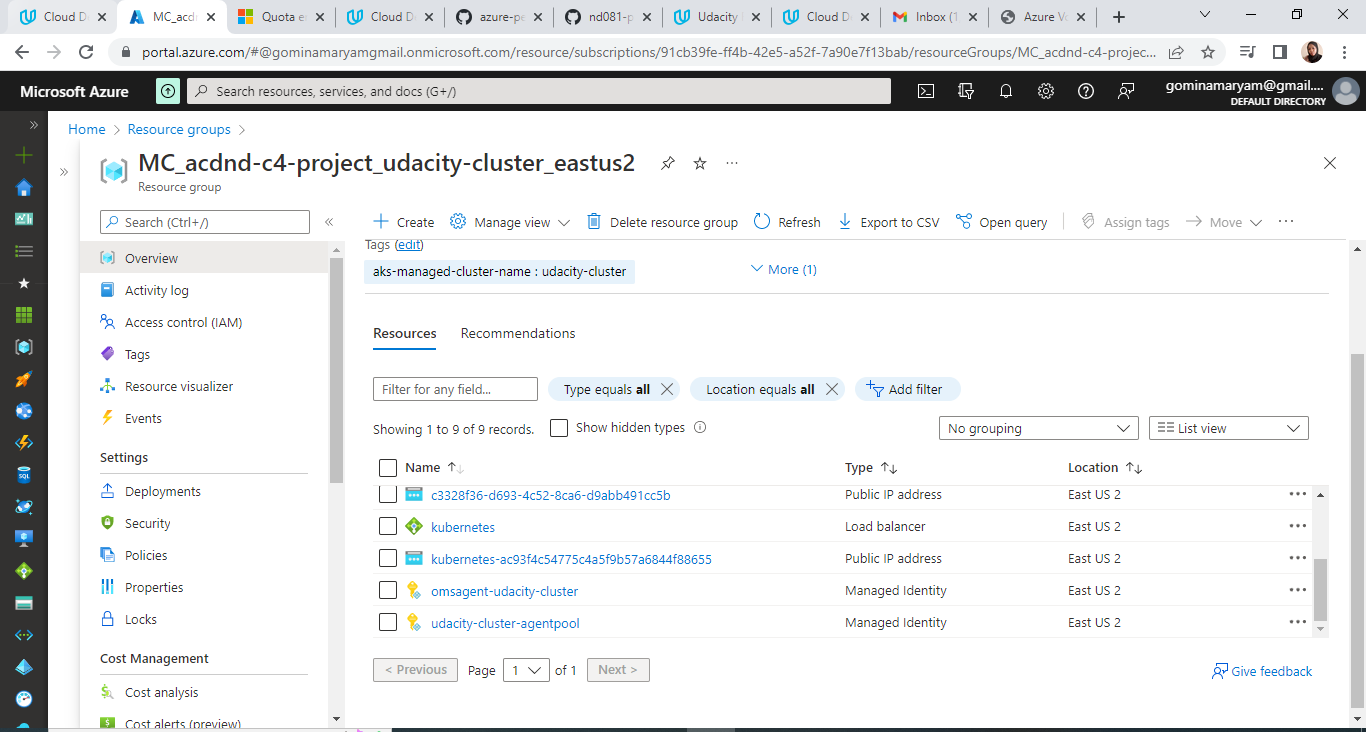 Cloud D
MC_acd
Quota e
Cloud D
azure-pe
nd081-p
Udacity
Cloud D
Inbox (1
Azure Vo
portal.azure.com/#@gominamaryamgmail.onmicrosoft.com/resource/subscriptions/91cb39fe-ff4b-42e5-a52f-7a90e7f13bab/resourceGroups/MC_acdnd-c4-projec...
Microsoft Azure
Search resources, services, and docs (G+/)
gominamaryam@gmail....
DEFAULT DIRECTORY
Home > Resource groups >
MC_acdnd-c4-project_udacity-cluster_eastus2
Resource group
Search (Ctrl+/)
Overview
Activity log
Access control (IAM)
Tags
Resource visualizer
Events
Settings
Deployments
Security
Policies
Properties
Locks
Cost Management
Cost analysis
Cost alerts (preview)
Create Manage view Delete resource group Refresh Export to CSV Open query Assign tags Move
Tags (edit)
aks-managed-cluster-name : udacity-cluster
More (1)
Resources Recommendations
Filter for any field... Type equals all Location equals all Add filter
Showing 1 to 9 of 9 records. Show hidden types
No grouping List view
Name Type Location
c3328f36-d693-4c52-8ca6-d9abb491cc5b Public IP address East US 2
kubernetes Load balancer East US 2
kubernetes-ac93f4c54775c4a5f9b57a6844f88655 Public IP address East US 2
omsagent-udacity-cluster Managed Identity East US 2
udacity-cluster-agentpool Managed Identity East US 2
< Previous Page 1 of 1 Next >
Give feedback